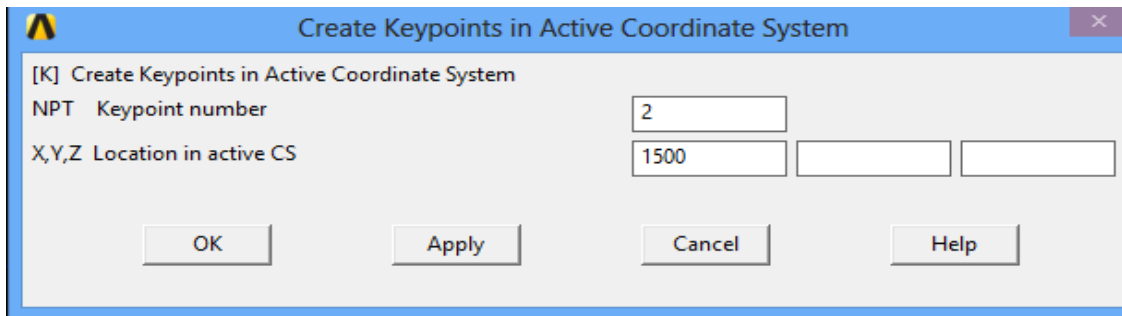 Create Keypoints in Active Coordinate System
[K] Create Keypoints in Active Coordinate System
NPT Keypoint number 2
X,Y,Z Location in active CS 1500
OK Apply Cancel Help